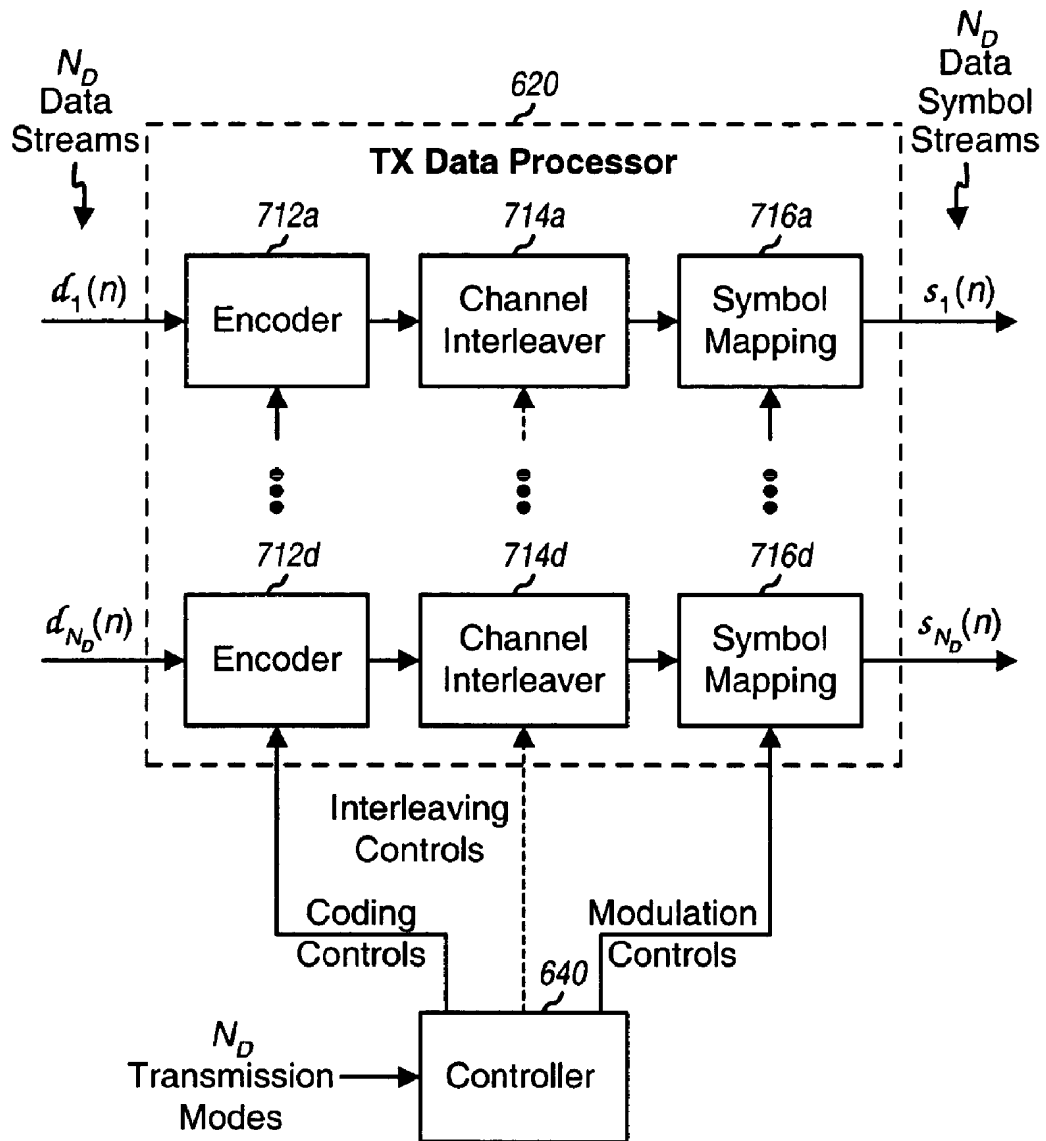 N_D
Data
Streams
620
N_D
Data
Symbol
Streams
TX Data Processor
712a
714a
716a
d_1(n)
Encoder
Channel
Interleaver
Symbol
Mapping
s_1(n)
712d
714d
716d
d_{N_D}(n)
Encoder
Channel
Interleaver
Symbol
Mapping
s_{N_D}(n)
Interleaving
Controls
Coding
Controls
Modulation
Controls
640
N_D
Transmission
Modes
Controller